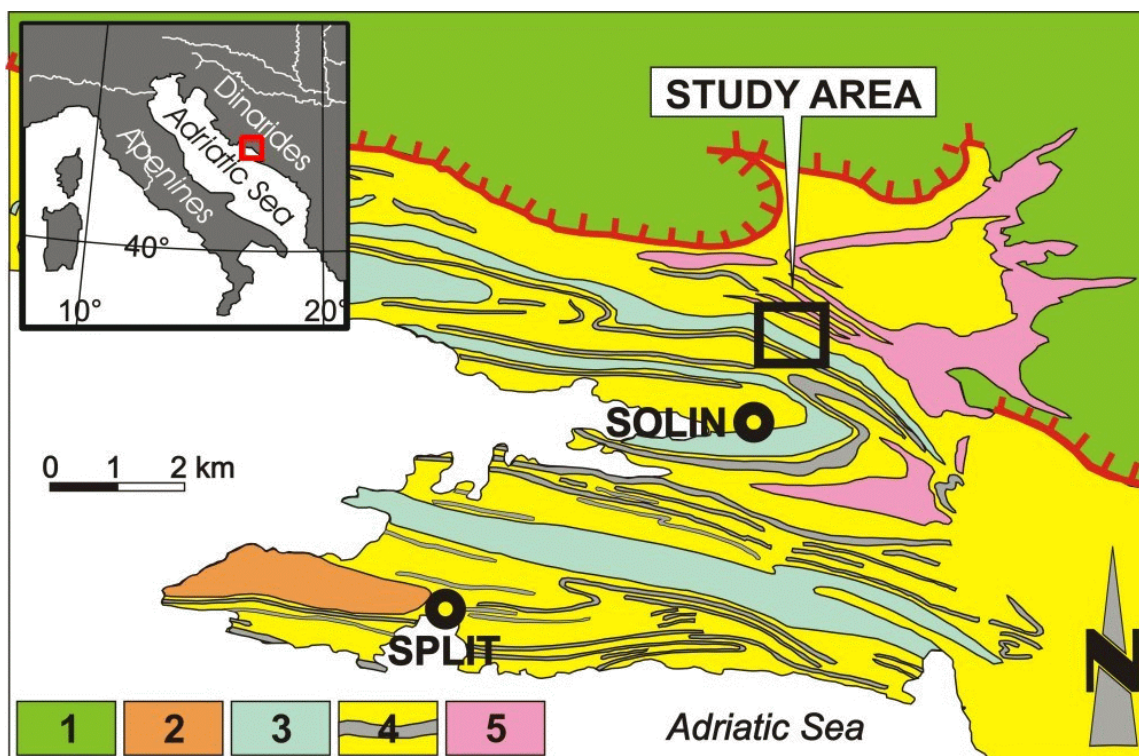 Dinarides
Adriatic Sea
Apenines
40°
10°
20°
STUDY AREA
SOLIN
0 1 2 km
SPLIT
N
1 2 3 4 5
Adriatic Sea